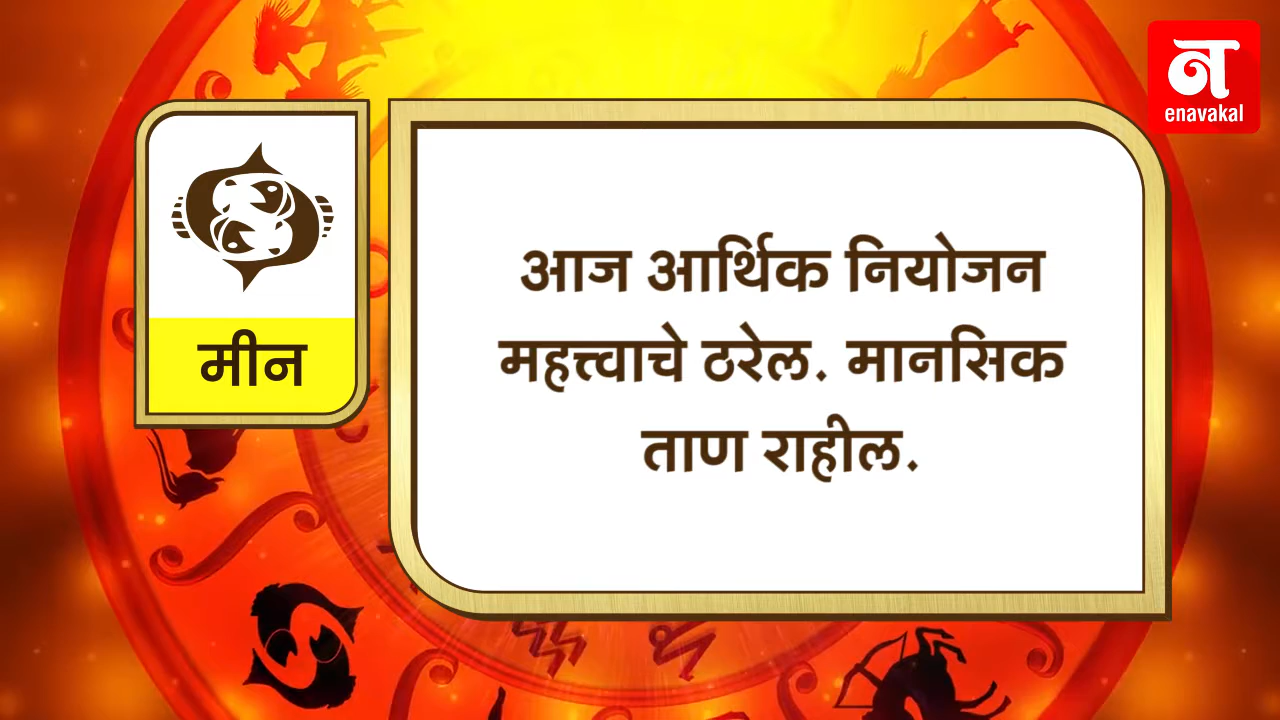 न
enavakal
मीन
आज आर्थिक नियोजन
महत्त्वाचे ठरेल. मानसिक
ताण राहील.